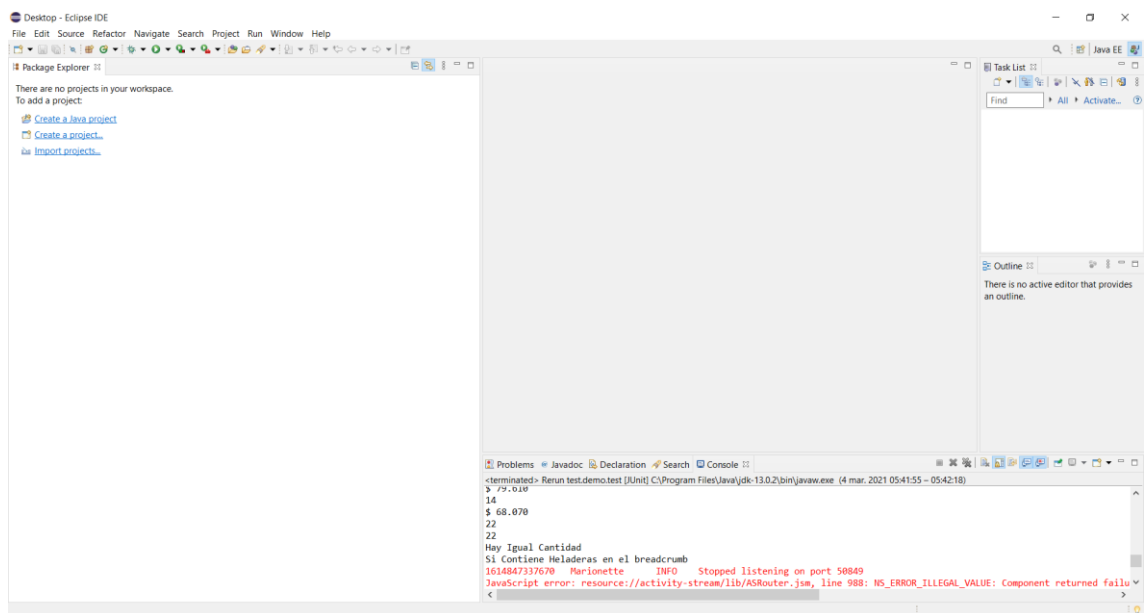 Desktop - Eclipse IDE
File Edit Source Refactor Navigate Search Project Run Window Help
Java EE
Package Explorer
There are no projects in your workspace.
To add a project:
Create a Java project
Create a project...
Import projects...
Task List
Find
All
Activate...
Outline
There is no active editor that provides
an outline.
Problems Javadoc Declaration Search Console
<terminated> Rerun test.demo.test [JUnit] C:\Program Files\Java\jdk-13.0.2\bin\javaw.exe (4 mar. 2021 05:41:55 – 05:42:18)
$ 79.610
14
$ 68.070
22
22
Hay Igual Cantidad
Si Contiene Heladeras en el breadcrumb
1614847337670 Marionette INFO Stopped listening on port 50849
JavaScript error: resource://activity-stream/lib/ASRouter.jsm, line 988: NS_ERROR_ILLEGAL_VALUE: Component returned failu